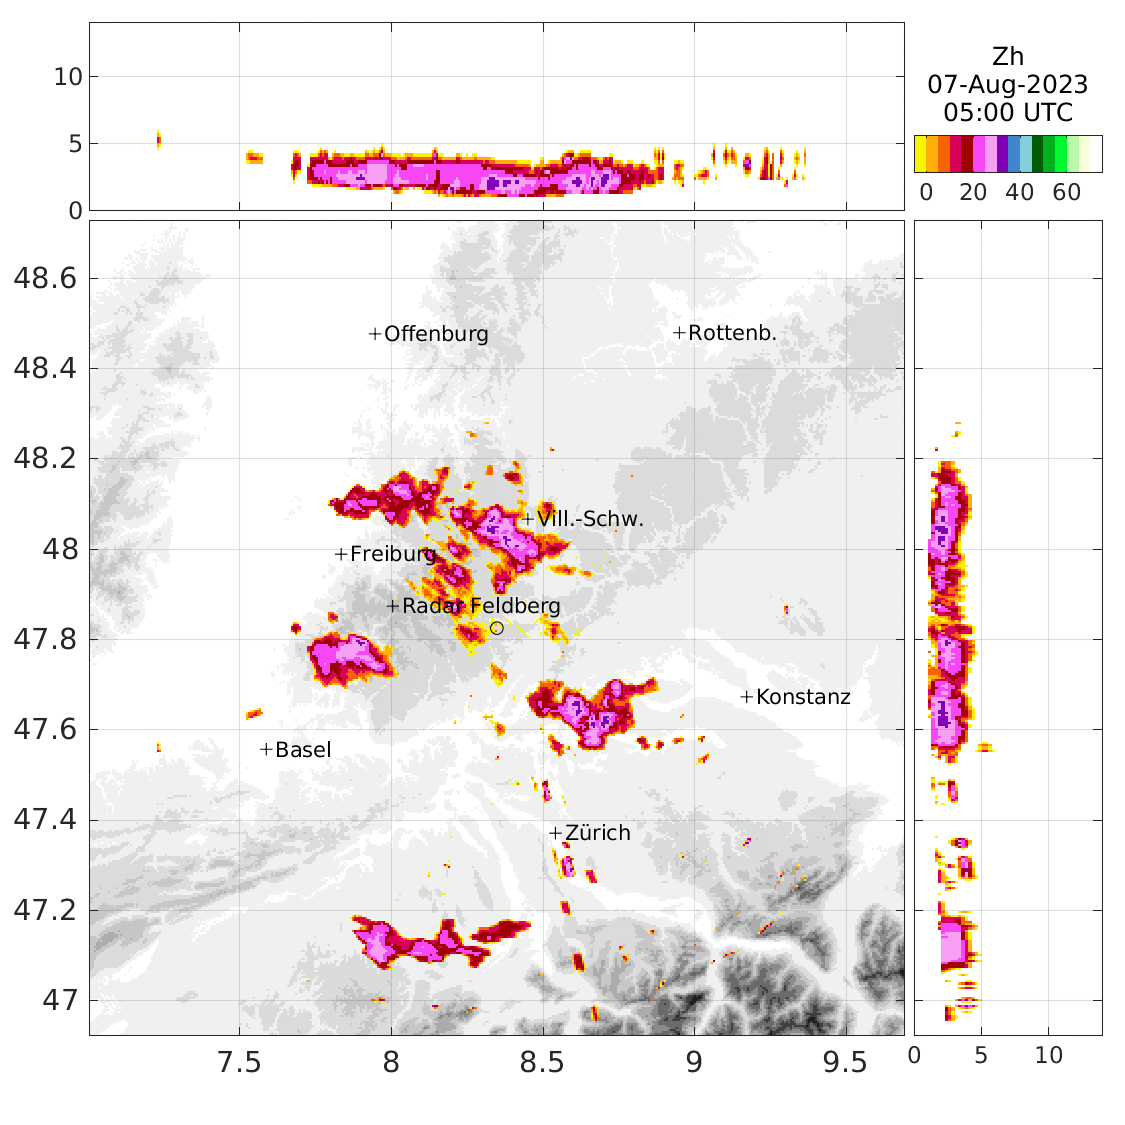 10
5
0
Zh
07-Aug-2023
05:00 UTC
0 20 40 60
48.6
48.4
48.2
48
47.8
47.6
47.4
47.2
47
Offenburg
Rottenb.
Vill.-Schw.
Freiburg
Radar Feldberg
Konstanz
Basel
Zürich
7.5 8 8.5 9 9.5
0 5 10